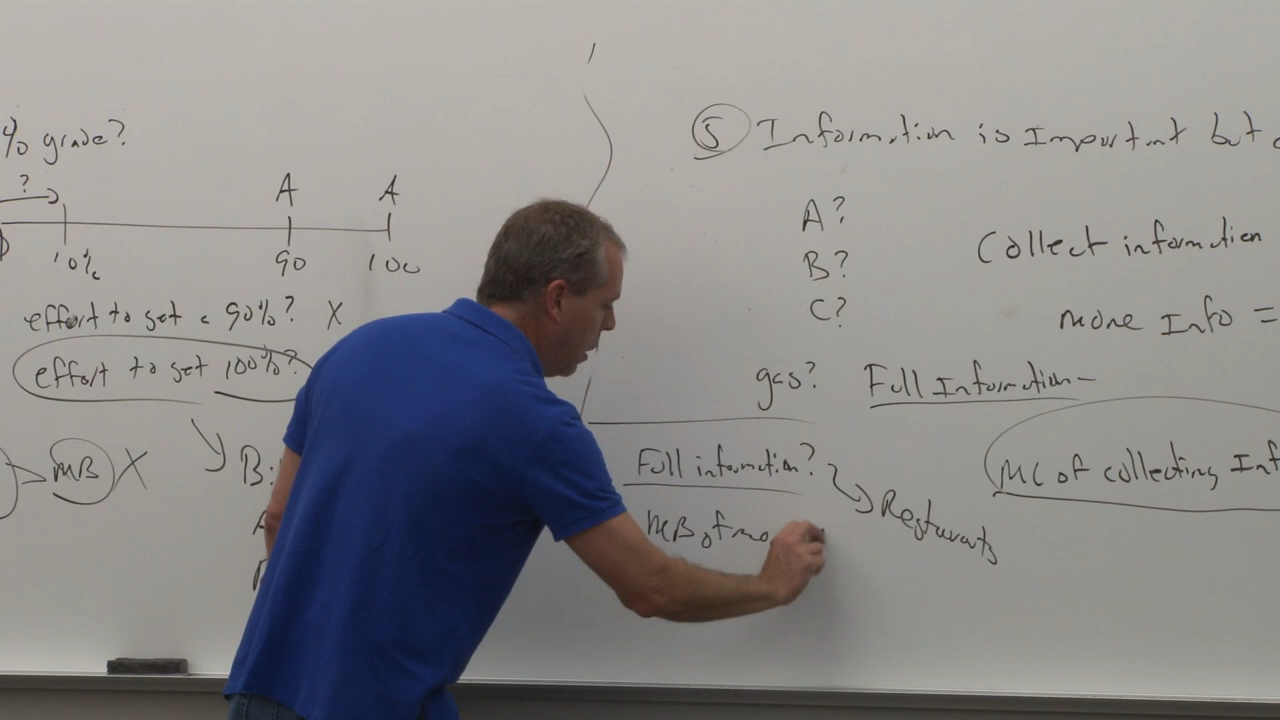 % grade?
?
A A
10% 90 100
effort to get a 90%? X
effort to get 100%?
MB X
B:
⑤ Information is Important but
A?
B?
C?
Collect information
more Info =
gas? Full Information-
Full information?
MC of collecting Inf
Restaurants
MB of mo